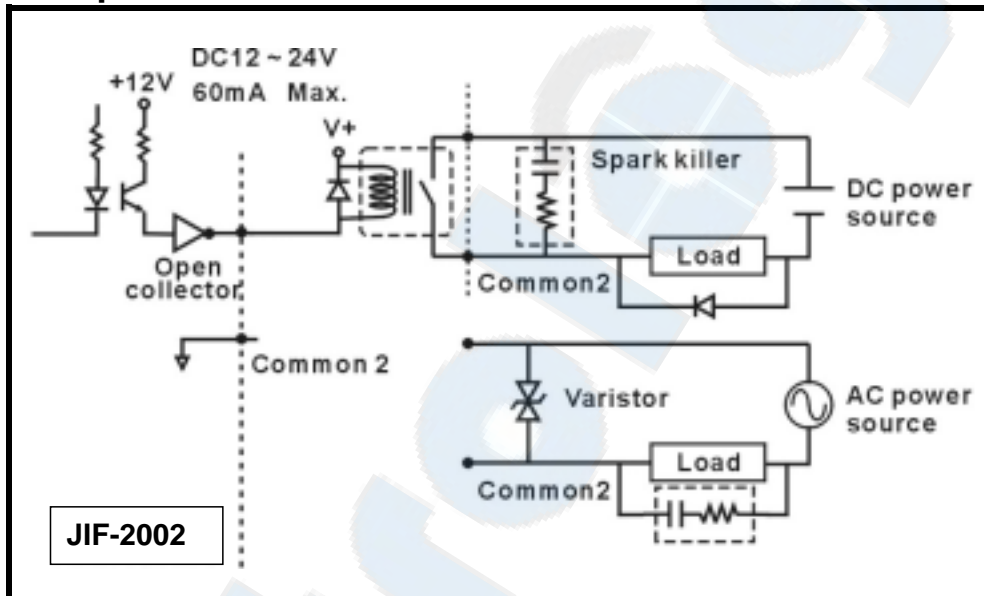 DC12 ~ 24V
+12V
60mA Max.
V+
Spark killer
DC power
source
Load
Open
collector
Common2
Common 2
Varistor
AC power
source
Load
Common2
JIF-2002